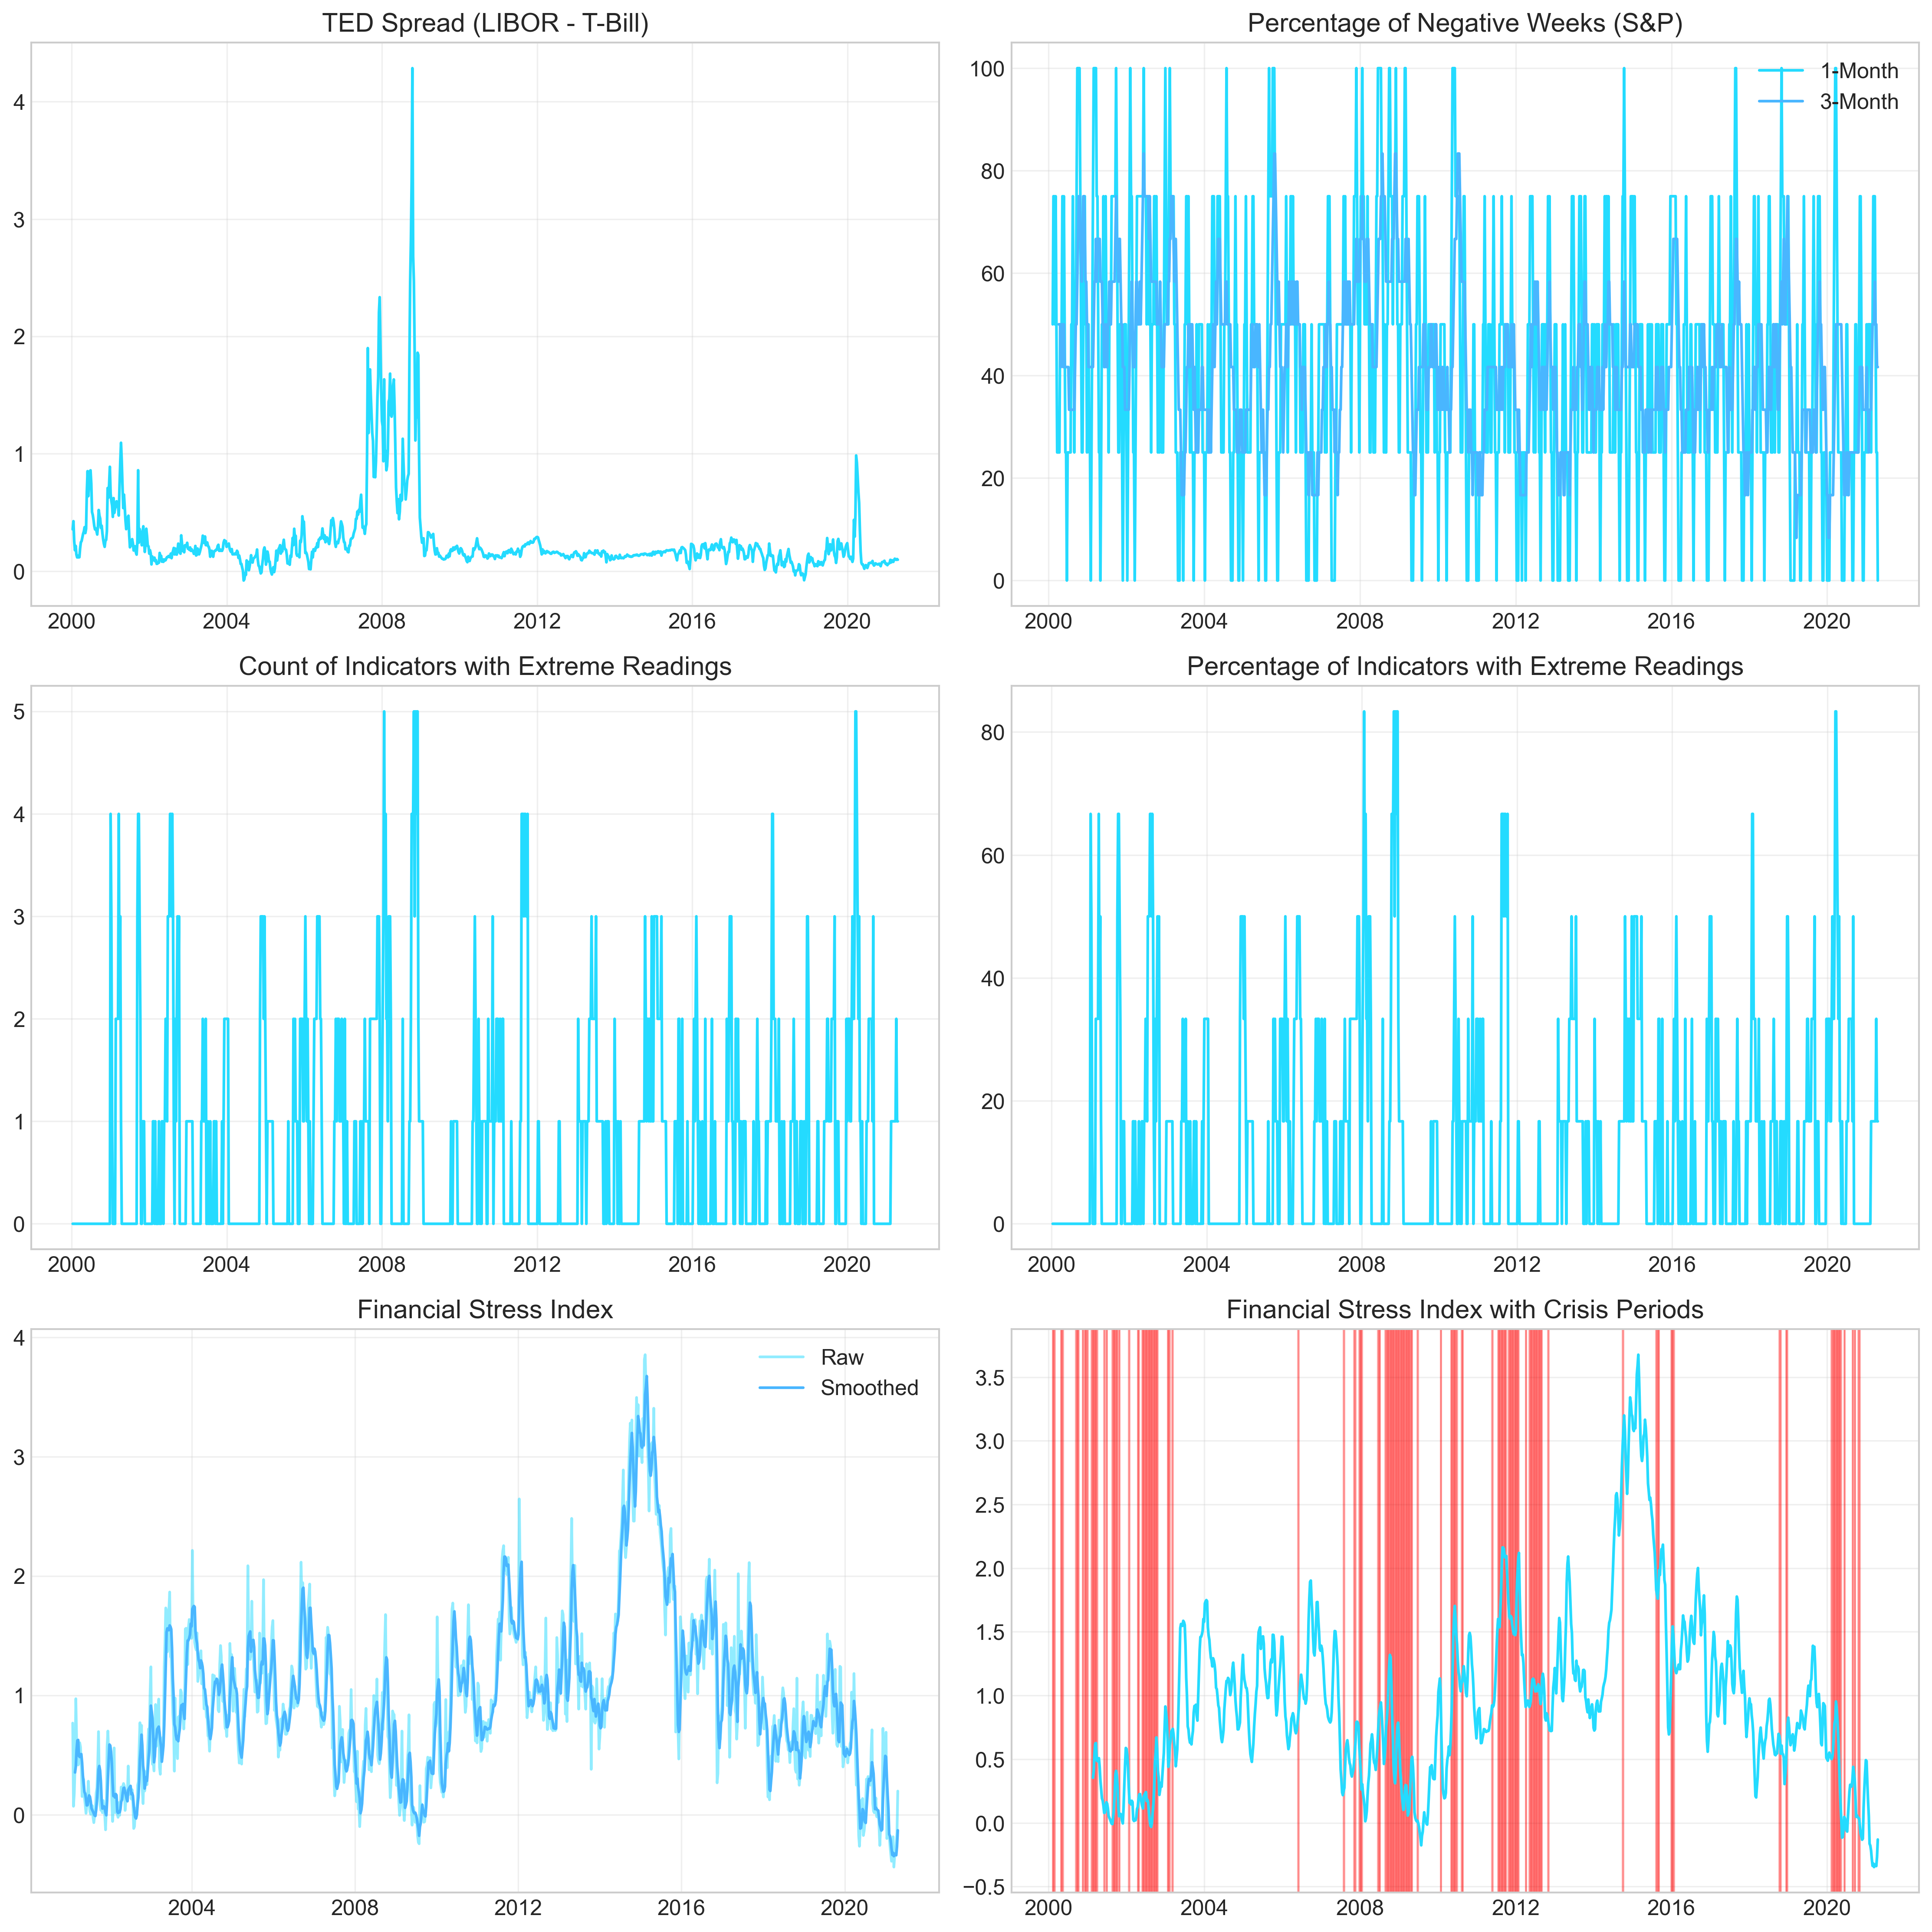 TED Spread (LIBOR - T-Bill)
4
3
2
1
0
2000 2004 2008 2012 2016 2020
Percentage of Negative Weeks (S&P)
1-Month
3-Month
100
80
60
40
20
0
2000 2004 2008 2012 2016 2020
Count of Indicators with Extreme Readings
5
4
3
2
1
0
2000 2004 2008 2012 2016 2020
Percentage of Indicators with Extreme Readings
80
60
40
20
0
2000 2004 2008 2012 2016 2020
Financial Stress Index
Raw
Smoothed
4
3
2
1
0
2004 2008 2012 2016 2020
Financial Stress Index with Crisis Periods
3.5
3.0
2.5
2.0
1.5
1.0
0.5
0.0
−0.5
2000 2004 2008 2012 2016 2020